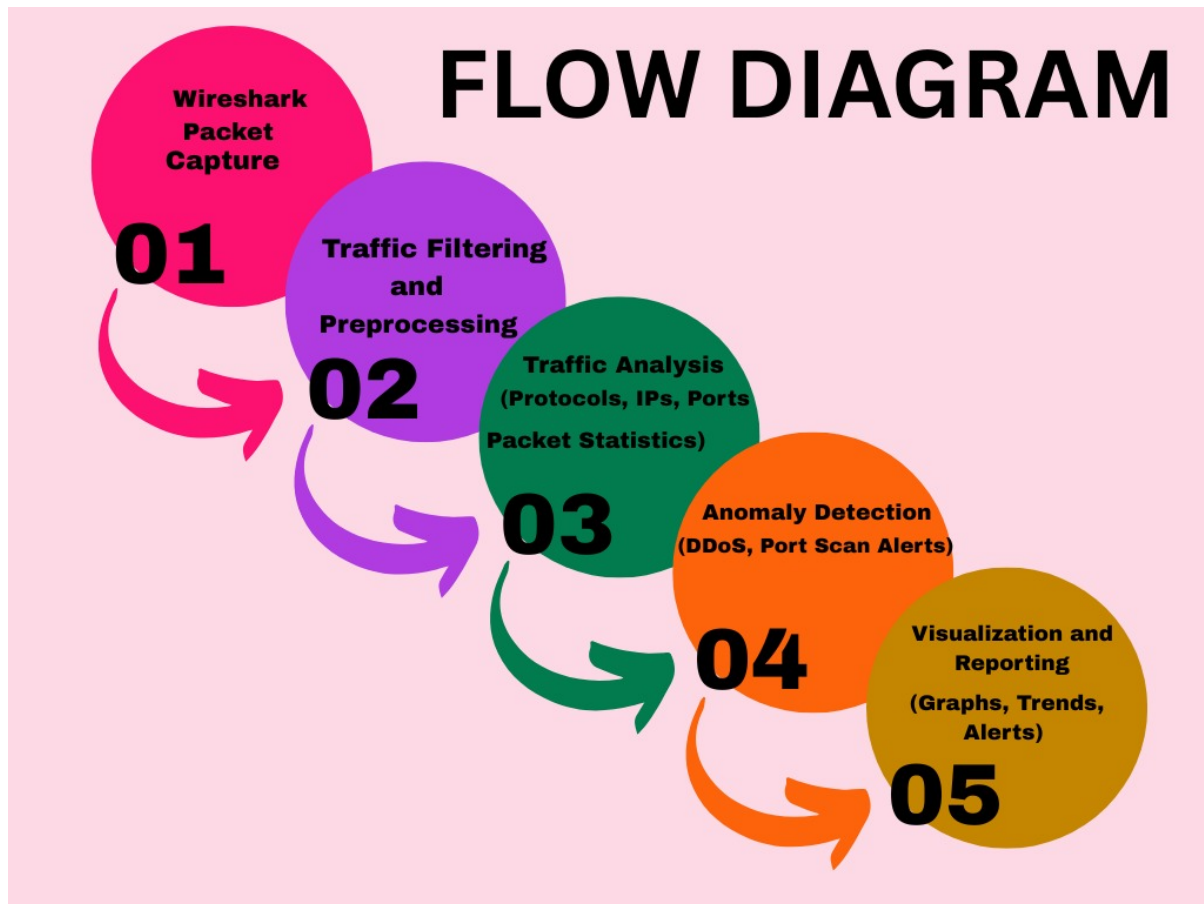 FLOW DIAGRAM
Wireshark
Packet
Capture
01
Traffic Filtering
and
Preprocessing
02
Traffic Analysis
(Protocols, IPs, Ports
Packet Statistics)
03
Anomaly Detection
(DDoS, Port Scan Alerts)
04
Visualization and
Reporting
(Graphs, Trends,
Alerts)
05